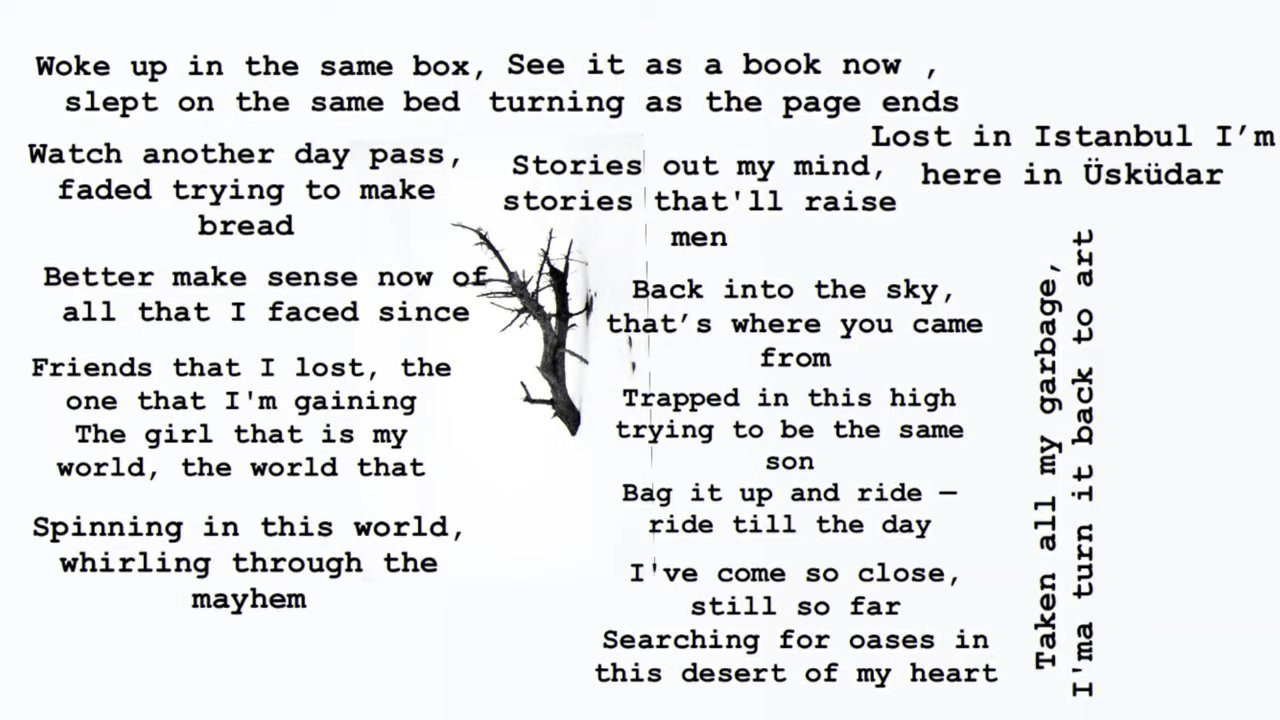 Woke up in the same box,
slept on the same bed
Watch another day pass,
faded trying to make
bread
Better make sense now of
all that I faced since
Friends that I lost, the
one that I'm gaining
The girl that is my
world, the world that
Spinning in this world,
whirling through the
mayhem
See it as a book now ,
turning as the page ends
Stories out my mind,
stories that'll raise
men
Back into the sky,
that’s where you came
from
Trapped in this high
trying to be the same
son
Bag it up and ride –
ride till the day
I've come so close,
still so far
Searching for oases in
this desert of my heart
Lost in Istanbul I’m
here in Üsküdar
Taken all my garbage,
I'ma turn it back to art